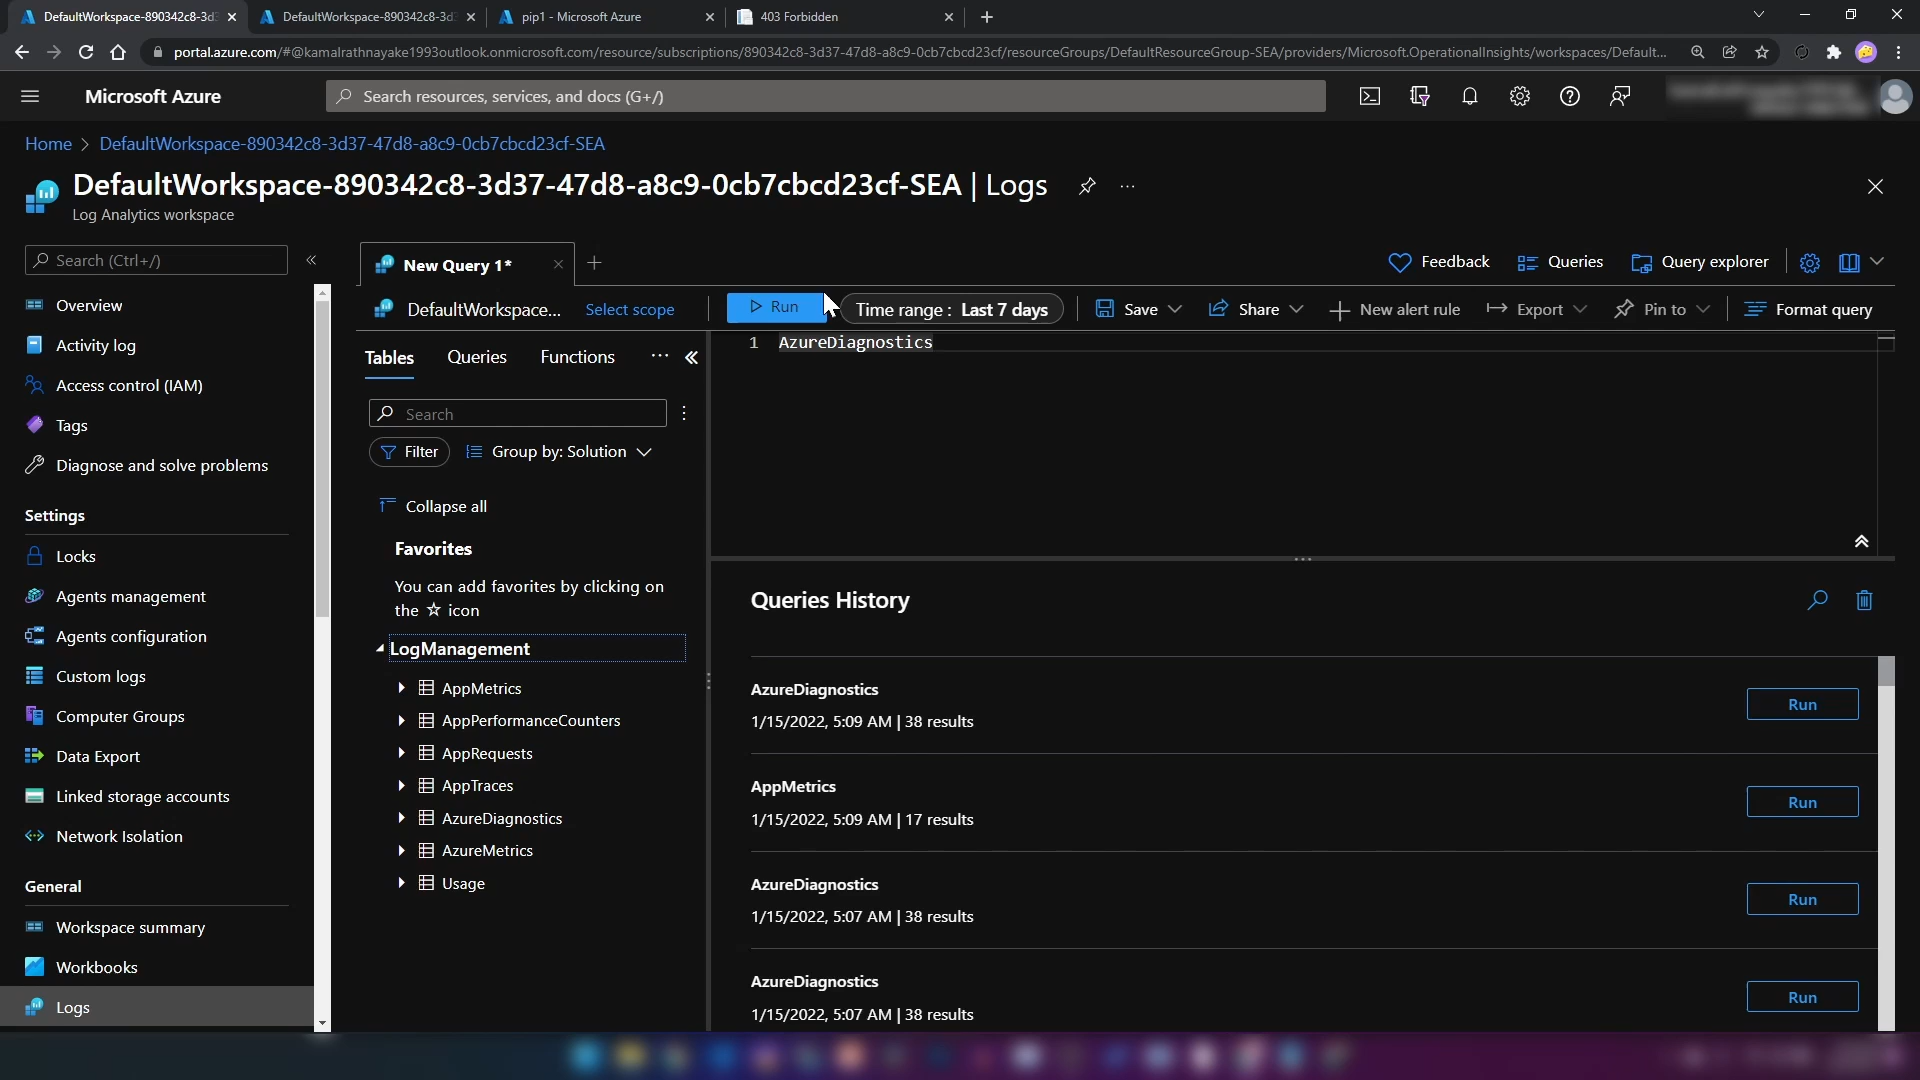 DefaultWorkspace-890342c8-3d3
DefaultWorkspace-890342c8-3d3
pip1 - Microsoft Azure
403 Forbidden
portal.azure.com/#@kamalrathnayake1993outlook.onmicrosoft.com/resource/subscriptions/890342c8-3d37-47d8-a8c9-0cb7cbcd23cf/resourceGroups/DefaultResourceGroup-SEA/providers/Microsoft.OperationalInsights/workspaces/Default...
Microsoft Azure
Search resources, services, and docs (G+/)
Home > DefaultWorkspace-890342c8-3d37-47d8-a8c9-0cb7cbcd23cf-SEA
DefaultWorkspace-890342c8-3d37-47d8-a8c9-0cb7cbcd23cf-SEA | Logs
Log Analytics workspace
Search (Ctrl+/)
Overview
Activity log
Access control (IAM)
Tags
Diagnose and solve problems
Settings
Locks
Agents management
Agents configuration
Custom logs
Computer Groups
Data Export
Linked storage accounts
Network Isolation
General
Workspace summary
Workbooks
Logs
New Query 1*
Feedback
Queries
Query explorer
DefaultWorkspace...
Select scope
Run
Time range : Last 7 days
Save
Share
New alert rule
Export
Pin to
Format query
Tables
Queries
Functions
Search
Filter
Group by: Solution
Collapse all
Favorites
You can add favorites by clicking on
the ☆ icon
LogManagement
AppMetrics
AppPerformanceCounters
AppRequests
AppTraces
AzureDiagnostics
AzureMetrics
Usage
1 AzureDiagnostics
Queries History
AzureDiagnostics
1/15/2022, 5:09 AM | 38 results
Run
AppMetrics
1/15/2022, 5:09 AM | 17 results
Run
AzureDiagnostics
1/15/2022, 5:07 AM | 38 results
Run
AzureDiagnostics
1/15/2022, 5:07 AM | 38 results
Run